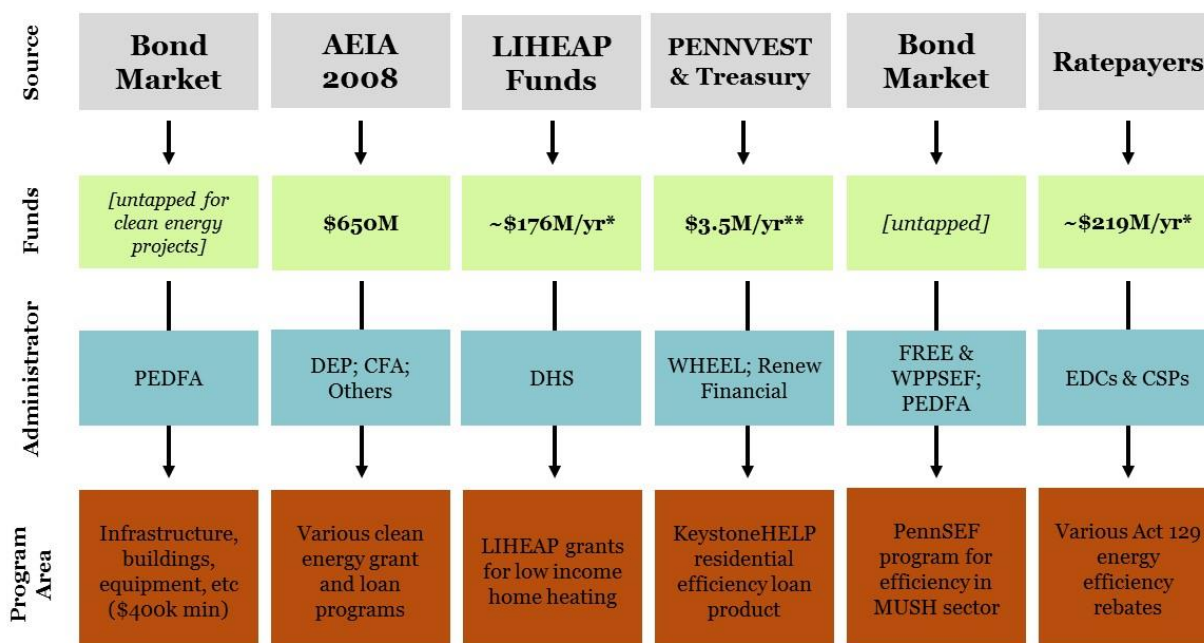 Source
Bond
Market
AEIA
2008
LIHEAP
Funds
PENNVEST
& Treasury
Bond
Market
Ratepayers
Funds
[untapped for
clean energy
projects]
$650M
~$176M/yr*
$3.5M/yr**
[untapped]
~$219M/yr*
Administrator
PEDFA
DEP; CFA;
Others
DHS
WHEEL; Renew
Financial
FREE &
WPPSEF;
PEDFA
EDCs & CSPs
Program
Area
Infrastructure,
buildings,
equipment, etc
($400k min)
Various clean
energy grant
and loan
programs
LIHEAP grants
for low income
home heating
KeystoneHELP
residential
efficiency loan
product
PennSEF
program for
efficiency in
MUSH sector
Various Act 129
energy
efficiency
rebates